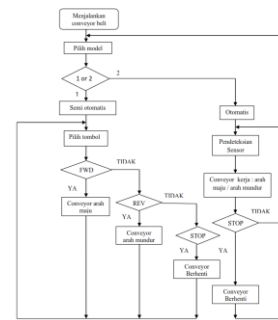 Menjalankan
conveyor beli
Pilih model
1 or 2
2
1
Semi otomatis
Otomatis
Pilih tombol
Pendeteksian
Sensor
FWD
TIDAK
YA
Conveyor arah
maju
REV
TIDAK
YA
Conveyor
arah mundur
STOP
YA
Conveyor
Berhenti
Conveyor kerja : arah
maju / arah mundur
STOP
TIDAK
YA
Conveyor
Berhenti